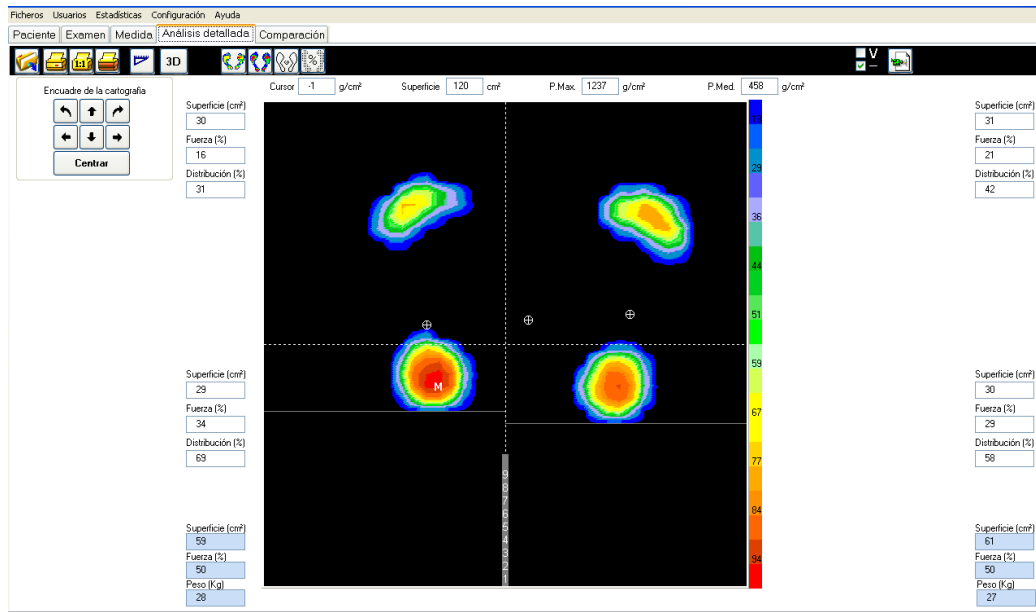 Ficheros Usuarios Estadísticas Configuración Ayuda
Paciente Examen Medida Análisis detallada Comparación
1:1 3D % V
Encuadre de la cartografia
Centrar
Cursor -1 g/cm² Superficie 120 cm² P.Max. 1237 g/cm² P.Med. 458 g/cm²
Superficie (cm²)
30
Fuerza (%)
16
Distribución (%)
31
Superficie (cm²)
29
Fuerza (%)
34
Distribución (%)
69
Superficie (cm²)
59
Fuerza (%)
50
Peso (Kg)
28
M
9
8
7
6
5
4
3
2
1
29
36
44
51
59
67
77
84
94
Superficie (cm²)
31
Fuerza (%)
21
Distribución (%)
42
Superficie (cm²)
30
Fuerza (%)
29
Distribución (%)
58
Superficie (cm²)
61
Fuerza (%)
50
Peso (Kg)
27